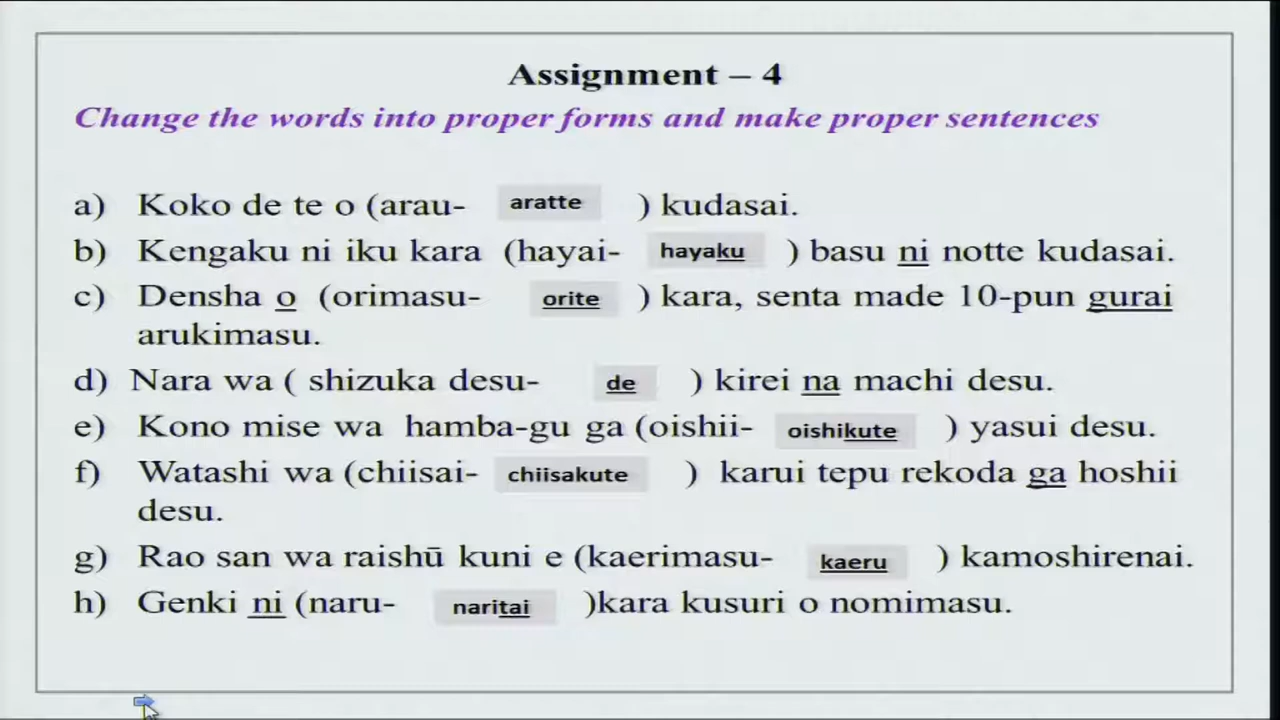 Assignment – 4
Change the words into proper forms and make proper sentences
a) Koko de te o (arau- aratte ) kudasai.
b) Kengaku ni iku kara (hayai- hayaku ) basu ni notte kudasai.
c) Densha o (orimasu- orite ) kara, senta made 10-pun gurai
arukimasu.
d) Nara wa ( shizuka desu- de ) kirei na machi desu.
e) Kono mise wa hamba-gu ga (oishii- oishikute ) yasui desu.
f) Watashi wa (chiisai- chiisakute ) karui tepu rekoda ga hoshii
desu.
g) Rao san wa raishū kuni e (kaerimasu- kaeru ) kamoshirenai.
h) Genki ni (naru- naritai )kara kusuri o nomimasu.